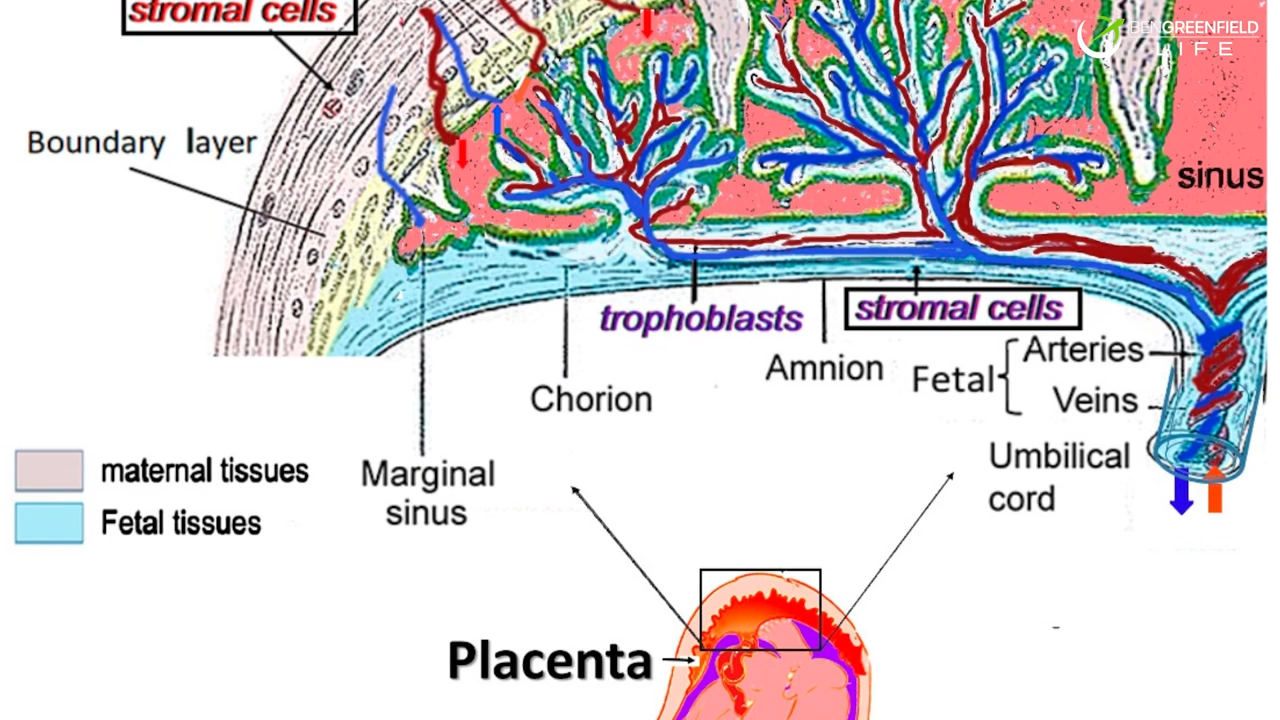 stromal cells
BENGREENFIELD
LIFE
Boundary layer
sinus
trophoblasts
stromal cells
Amnion
Fetal
Arteries
Veins
Chorion
Umbilical
cord
Marginal
sinus
maternal tissues
Fetal tissues
Placenta